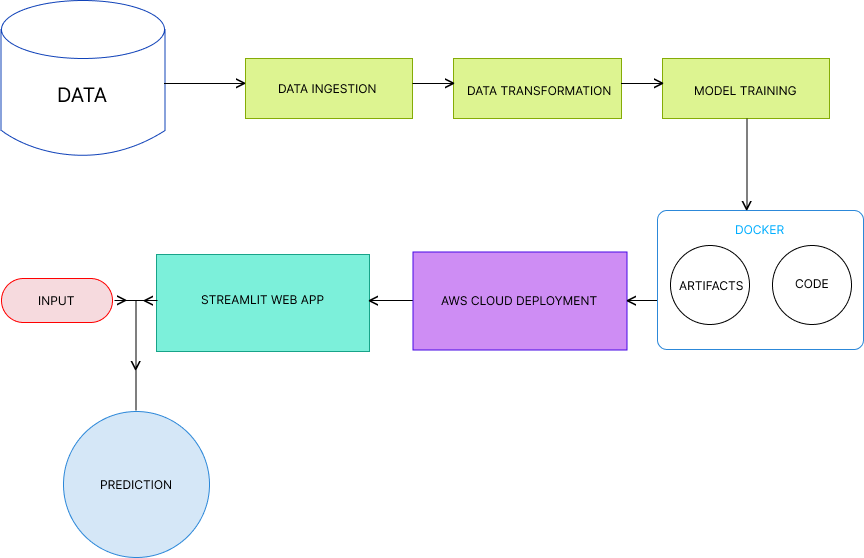 DATA
DATA INGESTION
DATA TRANSFORMATION
MODEL TRAINING
DOCKER
ARTIFACTS
CODE
AWS CLOUD DEPLOYMENT
STREAMLIT WEB APP
INPUT
PREDICTION